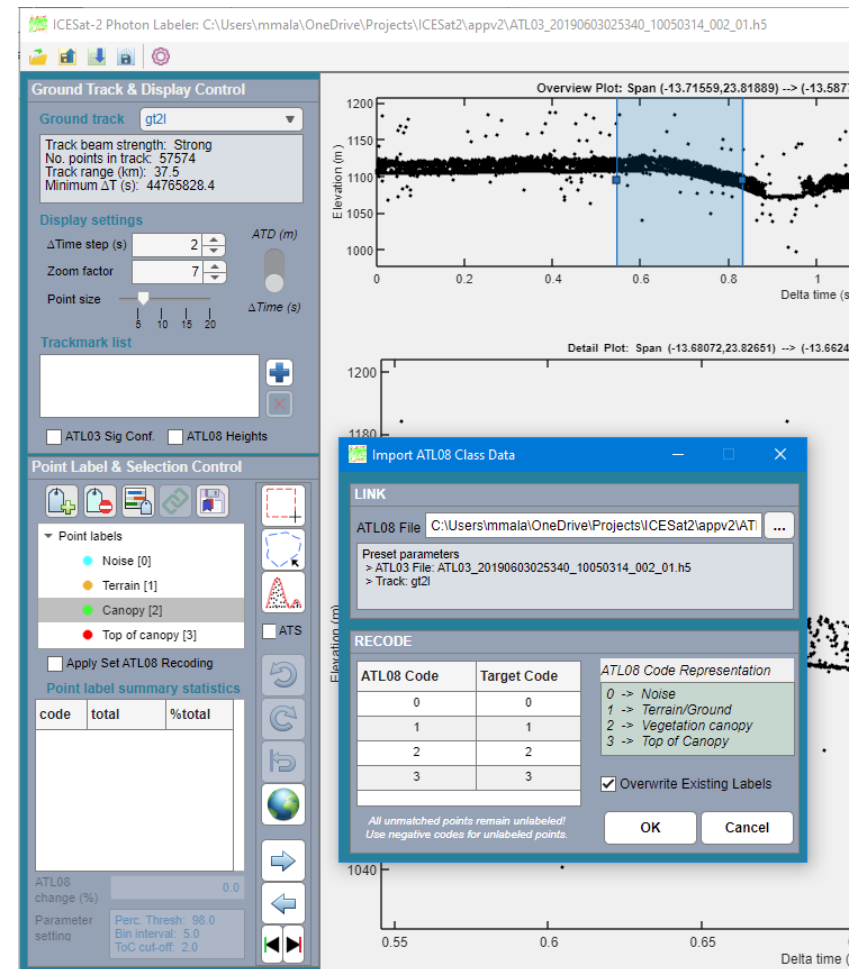 ICESat-2 Photon Labeler: C:\Users\mmala\OneDrive\Projects\ICESat2\appv2\ATL03_20190603025340_10050314_002_01.h5
Ground Track & Display Control
Ground track gt2l
Track beam strength: Strong
No. points in track: 57574
Track range (km): 37.5
Minimum ΔT (s): 44765828.4
Display settings
ΔTime step (s) 2
ATD (m)
Zoom factor 7
Point size
ΔTime (s)
5 10 15 20
Trackmark list
ATL03 Sig Conf. ATL08 Heights
Point Label & Selection Control
Point labels
Noise [0]
Terrain [1]
Canopy [2]
Top of canopy [3]
ATS
Apply Set ATL08 Recoding
Point label summary statistics
code total %total
ATL08
change (%)
0.0
Parameter
setting
Perc. Thresh: 98.0
Bin interval: 5.0
ToC cut-off: 2.0
Overview Plot: Span (-13.71559,23.81889) --> (-13.5877
1200
1150
1100
1050
1000
Elevation (m)
0 0.2 0.4 0.6 0.8 1
Delta time (s
Detail Plot: Span (-13.68072,23.82651) --> (-13.6624
1200
1180
Elevation (m)
1040
0.55 0.6 0.65
Delta time (
Import ATL08 Class Data
LINK
ATL08 File C:\Users\mmala\OneDrive\Projects\ICESat2\appv2\ATl ...
Preset parameters
> ATL03 File: ATL03_20190603025340_10050314_002_01.h5
> Track: gt2l
RECODE
ATL08 Code Target Code
0 0
1 1
2 2
3 3
All unmatched points remain unlabeled!
Use negative codes for unlabeled points.
ATL08 Code Representation
0 -> Noise
1 -> Terrain/Ground
2 -> Vegetation canopy
3 -> Top of Canopy
Overwrite Existing Labels
OK Cancel